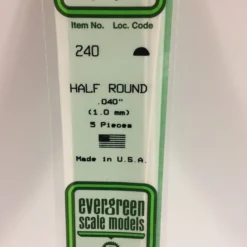 Item No. Loc. Code
240
HALF ROUND
.040"
(1.0 mm)
5 Pieces
Made in U.S.A.
evergreen
scale models